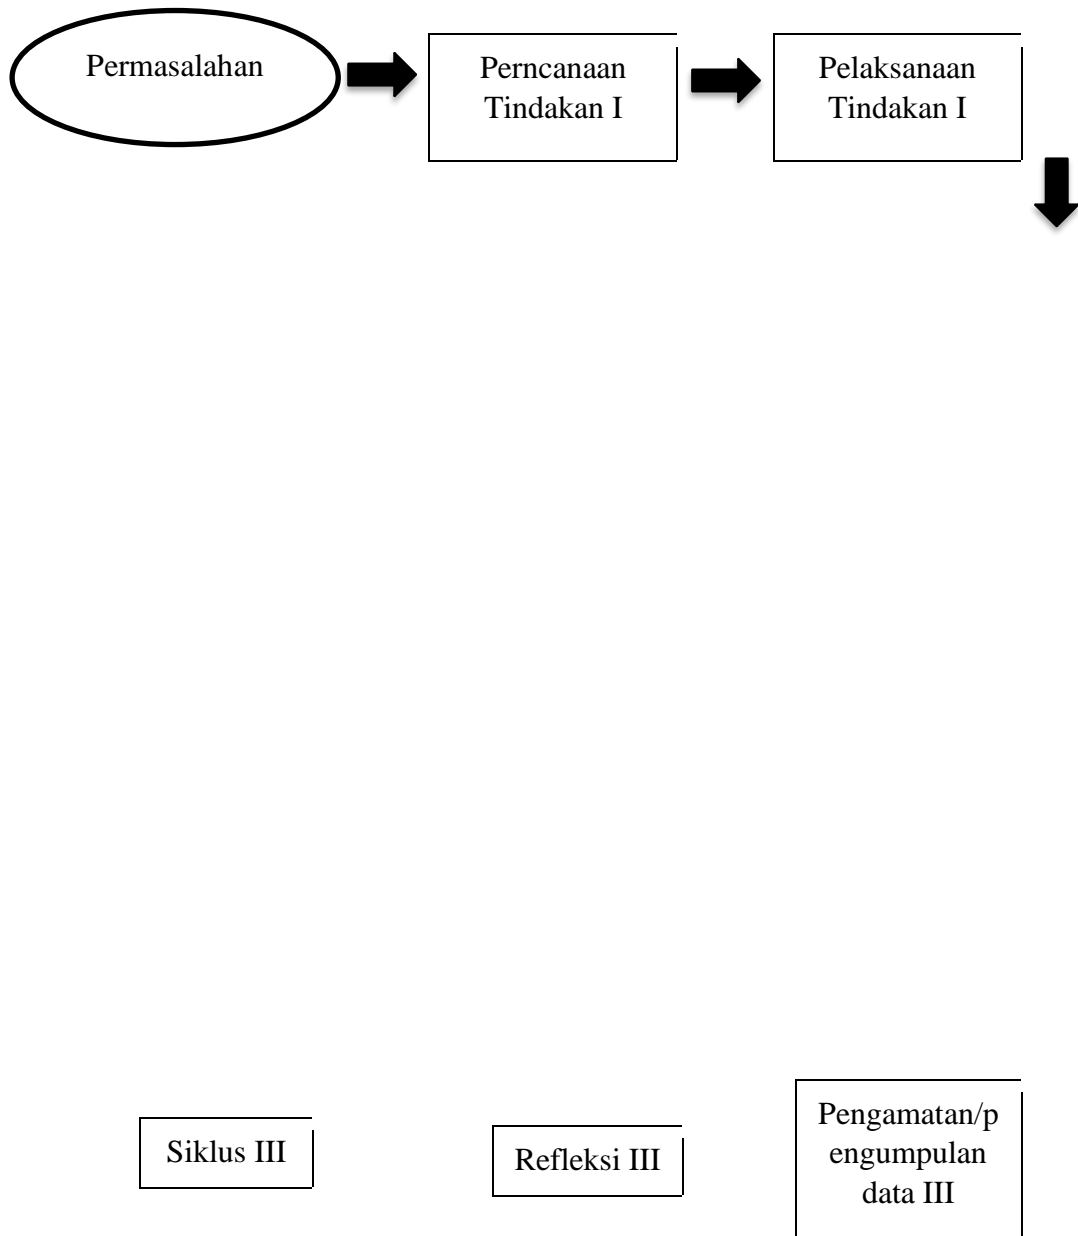 Permasalahan
Perncanaan
Tindakan I
Pelaksanaan
Tindakan I
Siklus III
Refleksi III
Pengamatan/p
engumpulan
data III